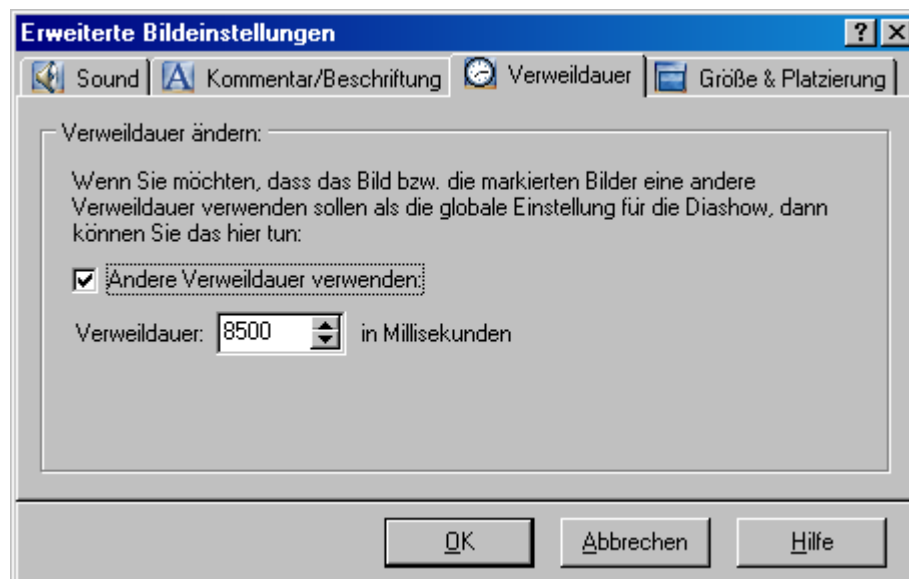 Erweiterte Bildeinstellungen
Sound Kommentar/Beschriftung Verweildauer Größe & Platzierung
Verweildauer ändern:
Wenn Sie möchten, dass das Bild bzw. die markierten Bilder eine andere
Verweildauer verwenden sollen als die globale Einstellung für die Diashow, dann
können Sie das hier tun:
Andere Verweildauer verwenden:
Verweildauer: 8500 in Millisekunden
OK Abbrechen Hilfe